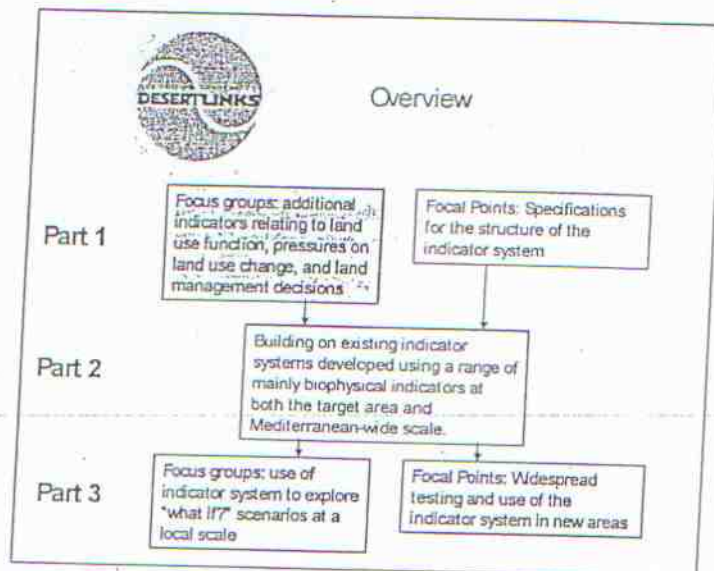 DESERTLINKS
Overview
Part 1
Focus groups: additional
indicators relating to land
use function, pressures on
land use change, and land
management decisions
Focal Points: Specifications
for the structure of the
indicator system
Part 2
Building on existing indicator
systems developed using a range of
mainly biophysical indicators at
both the target area and
Mediterranean-wide scale.
Part 3
Focus groups: use of
indicator system to explore
"what if?" scenarios at a
local scale
Focal Points: Widespread
testing and use of the
indicator system in new areas